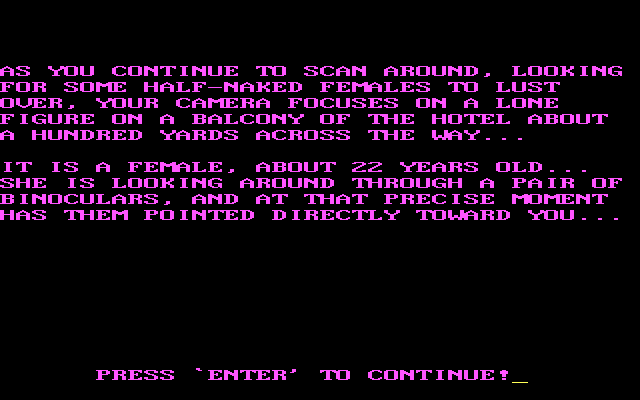 AS YOU CONTINUE TO SCAN AROUND, LOOKING
FOR SOME HALF-NAKED FEMALES TO LUST
OVER, YOUR CAMERA FOCUSES ON A LONE
FIGURE ON A BALCONY OF THE HOTEL ABOUT
A HUNDRED YARDS ACROSS THE WAY...
IT IS A FEMALE, ABOUT 22 YEARS OLD...
SHE IS LOOKING AROUND THROUGH A PAIR OF
BINOCULARS, AND AT THAT PRECISE MOMENT
HAS THEM POINTED DIRECTLY TOWARD YOU...
PRESS `ENTER' TO CONTINUE!_